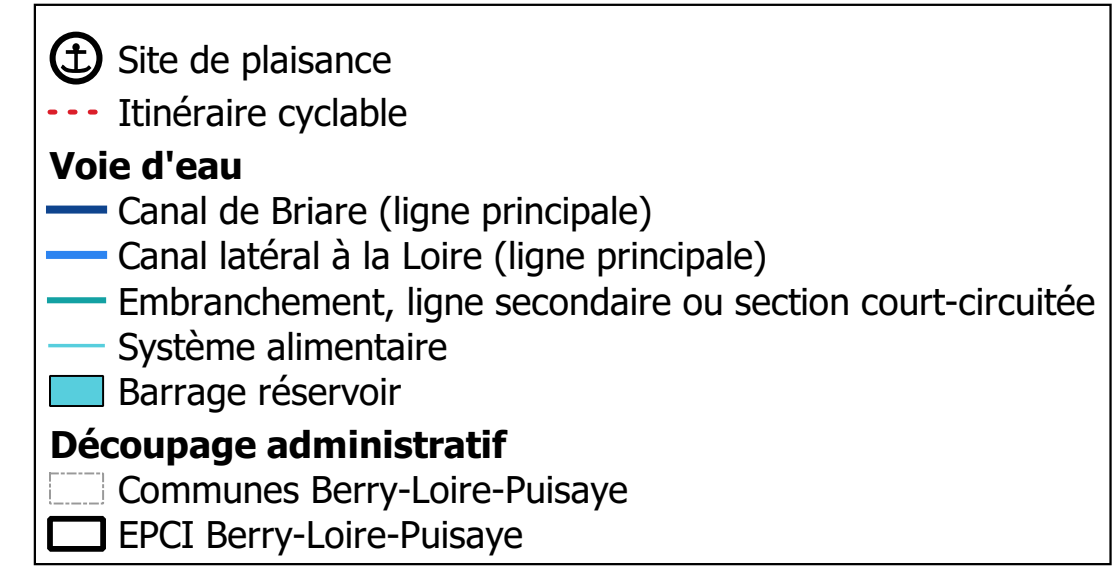 Site de plaisance
Itinéraire cyclable
Voie d'eau
Canal de Briare (ligne principale)
Canal latéral à la Loire (ligne principale)
Embranchement, ligne secondaire ou section court-circuitée
Système alimentaire
Barrage réservoir
Découpage administratif
Communes Berry-Loire-Puisaye
EPCI Berry-Loire-Puisaye